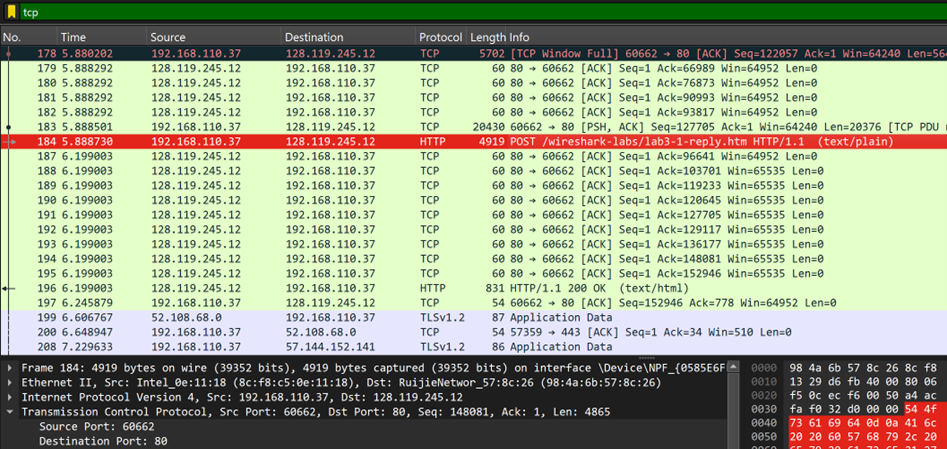 tcp
No. Time Source Destination Protocol Length Info
178 5.880202 192.168.110.37 128.119.245.12 TCP 5702 [TCP Window Full] 60662 → 80 [ACK] Seq=122057 Ack=1 Win=64240 Len=564
179 5.888292 128.119.245.12 192.168.110.37 TCP 60 80 → 60662 [ACK] Seq=1 Ack=66989 Win=64952 Len=0
180 5.888292 128.119.245.12 192.168.110.37 TCP 60 80 → 60662 [ACK] Seq=1 Ack=76873 Win=64952 Len=0
181 5.888292 128.119.245.12 192.168.110.37 TCP 60 80 → 60662 [ACK] Seq=1 Ack=90993 Win=64952 Len=0
182 5.888292 128.119.245.12 192.168.110.37 TCP 60 80 → 60662 [ACK] Seq=1 Ack=93817 Win=64952 Len=0
183 5.888501 192.168.110.37 128.119.245.12 TCP 20430 60662 → 80 [PSH, ACK] Seq=127705 Ack=1 Win=64240 Len=20376 [TCP PDU
184 5.888730 192.168.110.37 128.119.245.12 HTTP 4919 POST /wireshark-labs/lab3-1-reply.htm HTTP/1.1 (text/plain)
187 6.199003 128.119.245.12 192.168.110.37 TCP 60 80 → 60662 [ACK] Seq=1 Ack=96641 Win=65535 Len=0
188 6.199003 128.119.245.12 192.168.110.37 TCP 60 80 → 60662 [ACK] Seq=1 Ack=103701 Win=65535 Len=0
189 6.199003 128.119.245.12 192.168.110.37 TCP 60 80 → 60662 [ACK] Seq=1 Ack=119233 Win=65535 Len=0
190 6.199003 128.119.245.12 192.168.110.37 TCP 60 80 → 60662 [ACK] Seq=1 Ack=120645 Win=65535 Len=0
191 6.199003 128.119.245.12 192.168.110.37 TCP 60 80 → 60662 [ACK] Seq=1 Ack=127705 Win=65535 Len=0
192 6.199003 128.119.245.12 192.168.110.37 TCP 60 80 → 60662 [ACK] Seq=1 Ack=129117 Win=65535 Len=0
193 6.199003 128.119.245.12 192.168.110.37 TCP 60 80 → 60662 [ACK] Seq=1 Ack=136177 Win=65535 Len=0
194 6.199003 128.119.245.12 192.168.110.37 TCP 60 80 → 60662 [ACK] Seq=1 Ack=148081 Win=65535 Len=0
195 6.199003 128.119.245.12 192.168.110.37 TCP 60 80 → 60662 [ACK] Seq=1 Ack=152946 Win=65535 Len=0
196 6.199003 128.119.245.12 192.168.110.37 HTTP 831 HTTP/1.1 200 OK (text/html)
197 6.245879 192.168.110.37 128.119.245.12 TCP 54 60662 → 80 [ACK] Seq=152946 Ack=778 Win=64952 Len=0
199 6.606767 52.108.68.0 192.168.110.37 TLSv1.2 87 Application Data
200 6.648947 192.168.110.37 52.108.68.0 TCP 54 57359 → 443 [ACK] Seq=1 Ack=34 Win=510 Len=0
208 7.229633 192.168.110.37 57.144.152.141 TLSv1.2 86 Application Data
Frame 184: 4919 bytes on wire (39352 bits), 4919 bytes captured (39352 bits) on interface \Device\NPF_{0585E6F
Ethernet II, Src: Intel_0e:11:18 (8c:f8:c5:0e:11:18), Dst: RuijieNetwor_57:8c:26 (98:4a:6b:57:8c:26)
Internet Protocol Version 4, Src: 192.168.110.37, Dst: 128.119.245.12
Transmission Control Protocol, Src Port: 60662, Dst Port: 80, Seq: 148081, Ack: 1, Len: 4865
Source Port: 60662
Destination Port: 80
0000 98 4a 6b 57 8c 26 8c f8
0010 13 29 d6 fb 40 00 80 06
0020 f5 0c ec f6 00 50 a4 ac
0030 fa f0 32 d0 00 00 54 4f
0040 73 61 69 64 0d 0a 41 6c
0050 20 20 60 57 68 79 2c 20